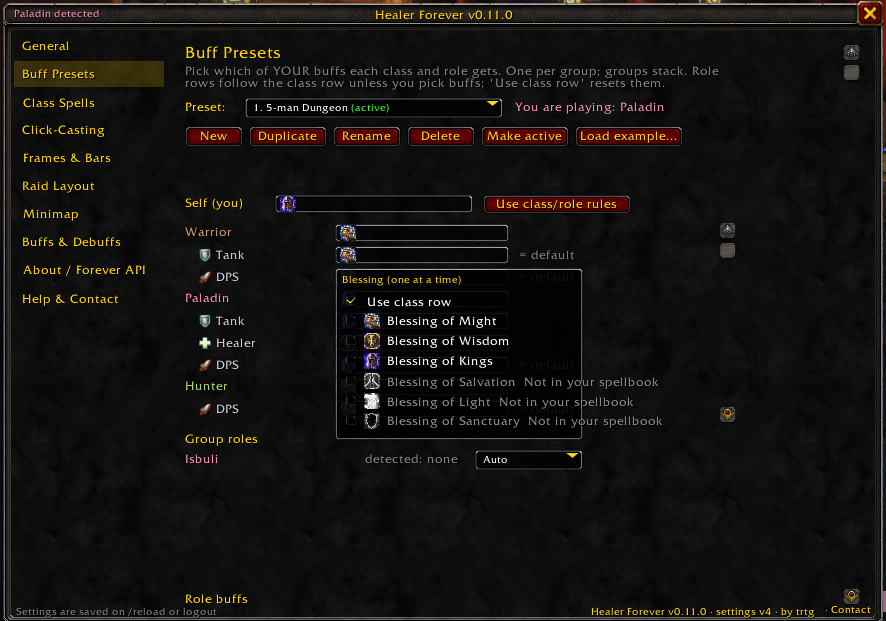 Paladin detected
Healer Forever v0.11.0
General
Buff Presets
Class Spells
Click-Casting
Frames & Bars
Raid Layout
Minimap
Buffs & Debuffs
About / Forever API
Help & Contact
Buff Presets
Pick which of YOUR buffs each class and role gets. One per group; groups stack. Role
rows follow the class row unless you pick buffs; 'Use class row' resets them.
Preset: 1. 5-man Dungeon (active) You are playing: Paladin
New Duplicate Rename Delete Make active Load example...
Self (you) Use class/role rules
Warrior
Tank = default
DPS = default
Paladin
Tank
Healer
DPS = default
Hunter
DPS
Blessing (one at a time)
Use class row
Blessing of Might
Blessing of Wisdom
Blessing of Kings
Blessing of Salvation Not in your spellbook
Blessing of Light Not in your spellbook
Blessing of Sanctuary Not in your spellbook
Group roles
Isbuli detected: none Auto
Role buffs
Settings are saved on /reload or logout
Healer Forever v0.11.0 · settings v4 · by trtg · Contact